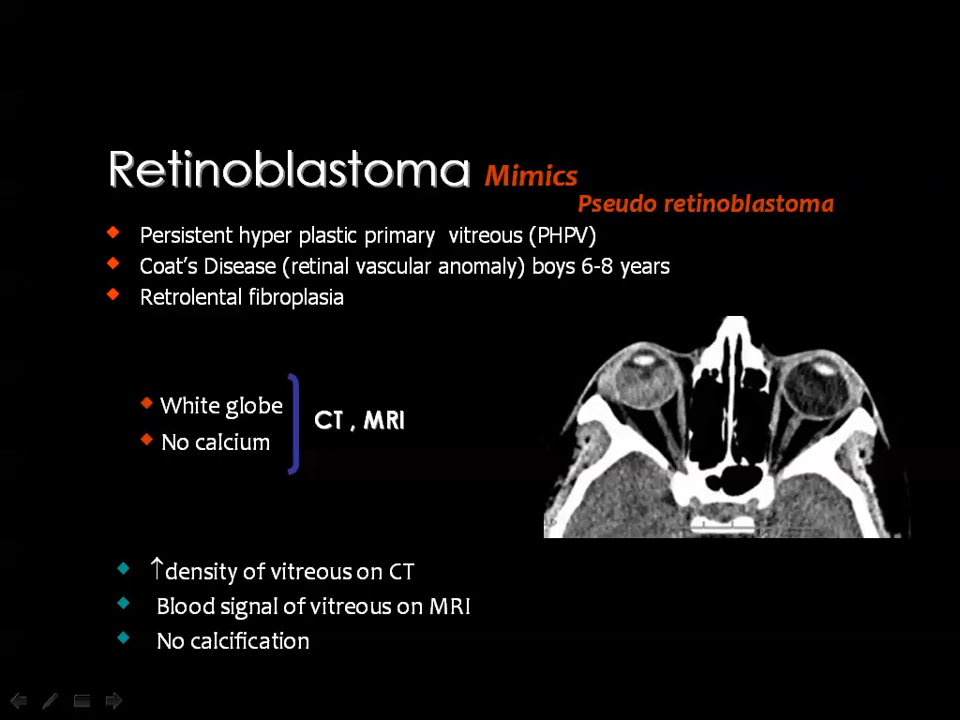 Retinoblastoma Mimics
Pseudo retinoblastoma
Persistent hyper plastic primary vitreous (PHPV)
Coat’s Disease (retinal vascular anomaly) boys 6-8 years
Retrolental fibroplasia
White globe
No calcium
CT , MRI
↑density of vitreous on CT
Blood signal of vitreous on MRI
No calcification